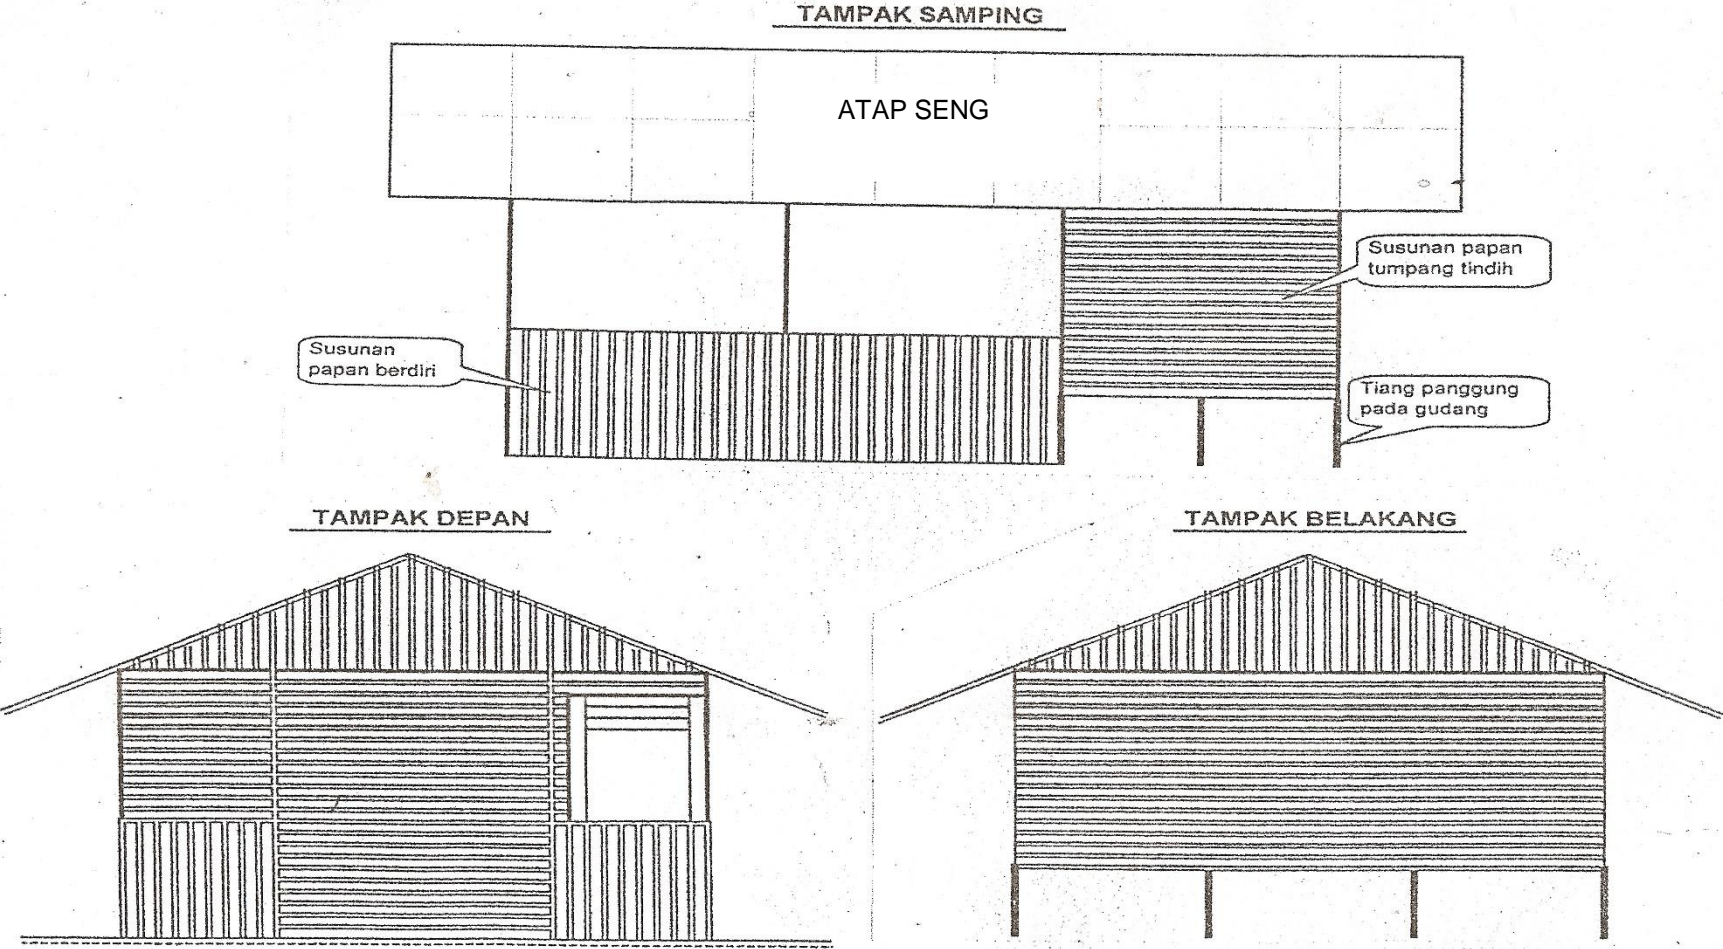 TAMPAK SAMPING
ATAP SENG
Susunan papan
tumpang tindih
Susunan
papan berdiri
Tiang panggung
pada gudang
TAMPAK DEPAN
TAMPAK BELAKANG